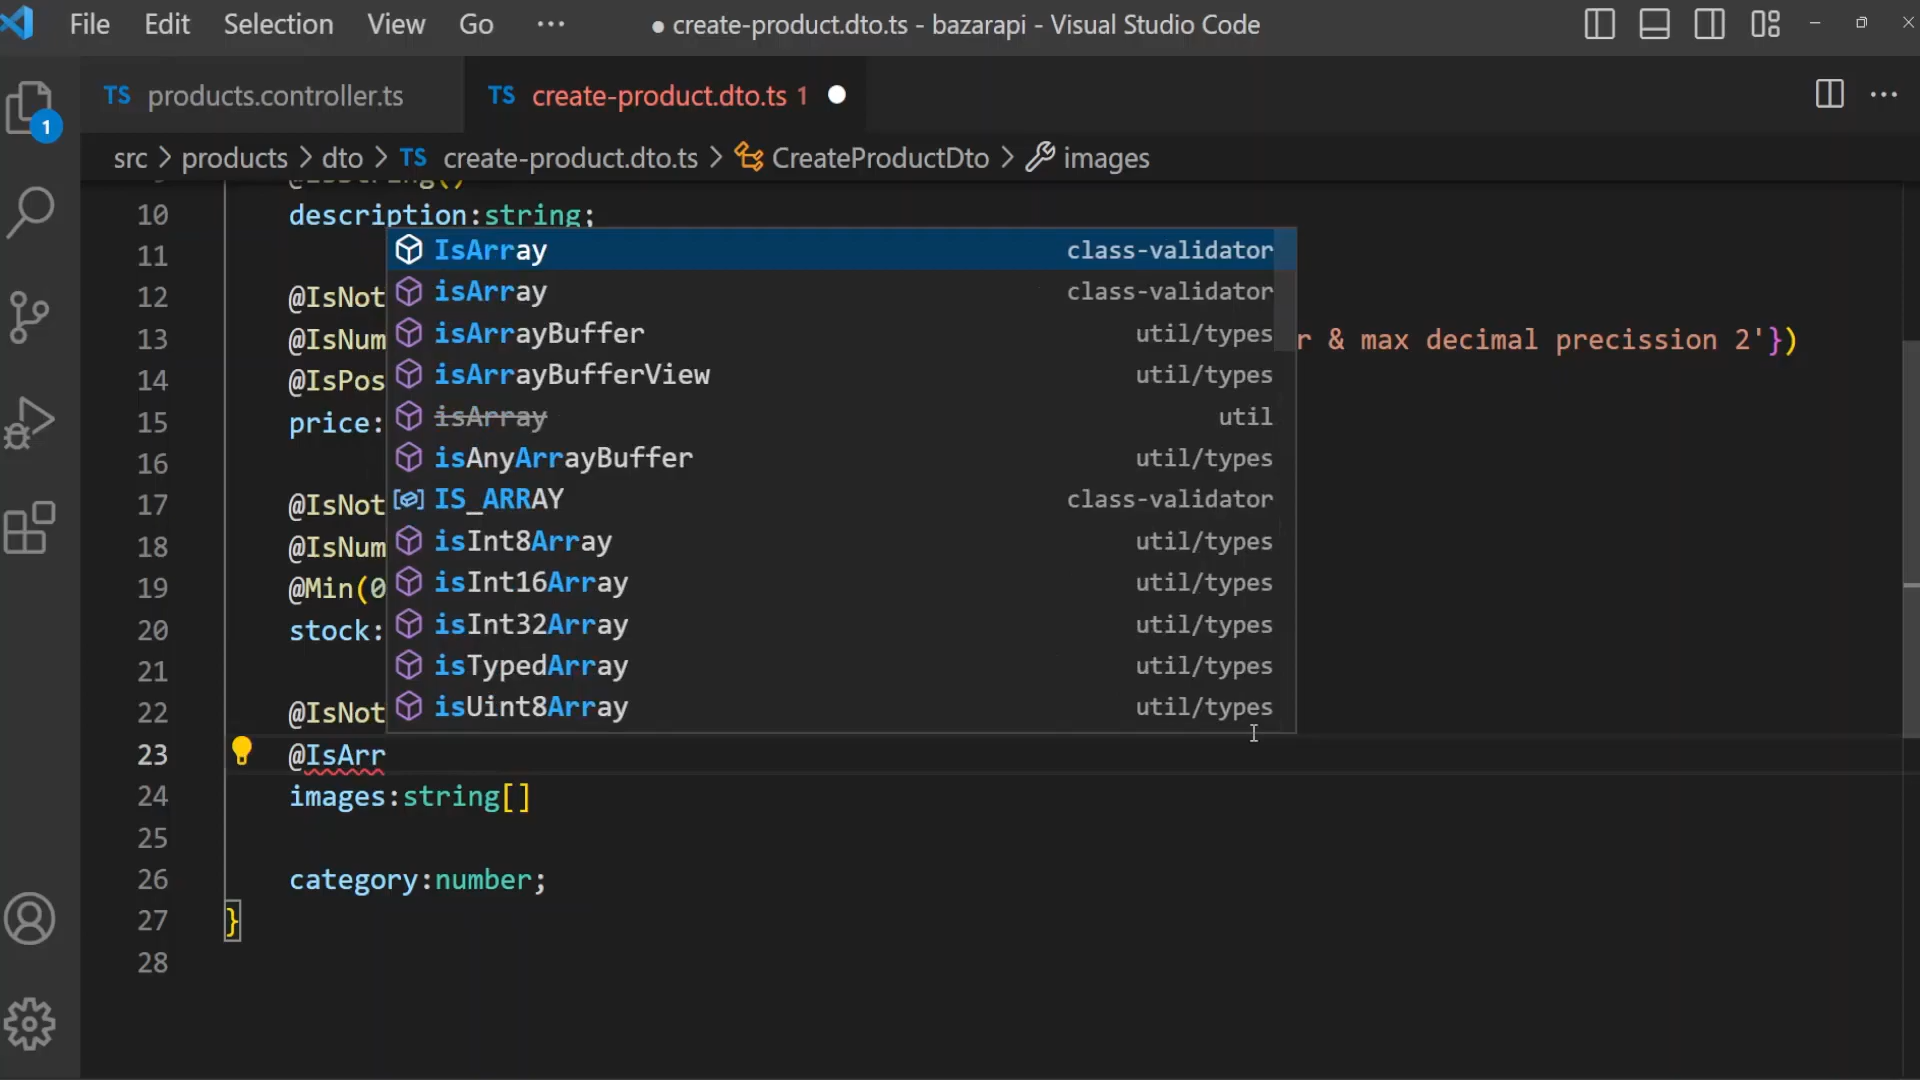 File Edit Selection View Go ··· ● create-product.dto.ts - bazarapi - Visual Studio Code
TS products.controller.ts TS create-product.dto.ts 1
1
src > products > dto > TS create-product.dto.ts > CreateProductDto > images
10 description:string;
11 IsArray class-validator
12 @IsNot isArray class-validator
isArrayBuffer util/types
13 @IsNum r & max decimal precission 2'})
14 @IsPos isArrayBufferView util/types
15 price: isArray util
16 isAnyArrayBuffer util/types
17 @IsNot IS_ARRAY class-validator
18 @IsNum isInt8Array util/types
19 @Min(0 isInt16Array util/types
20 stock: isInt32Array util/types
21 isTypedArray util/types
22 @IsNot isUint8Array util/types
23 @IsArr
24 images:string[]
25
26 category:number;
27 }
28